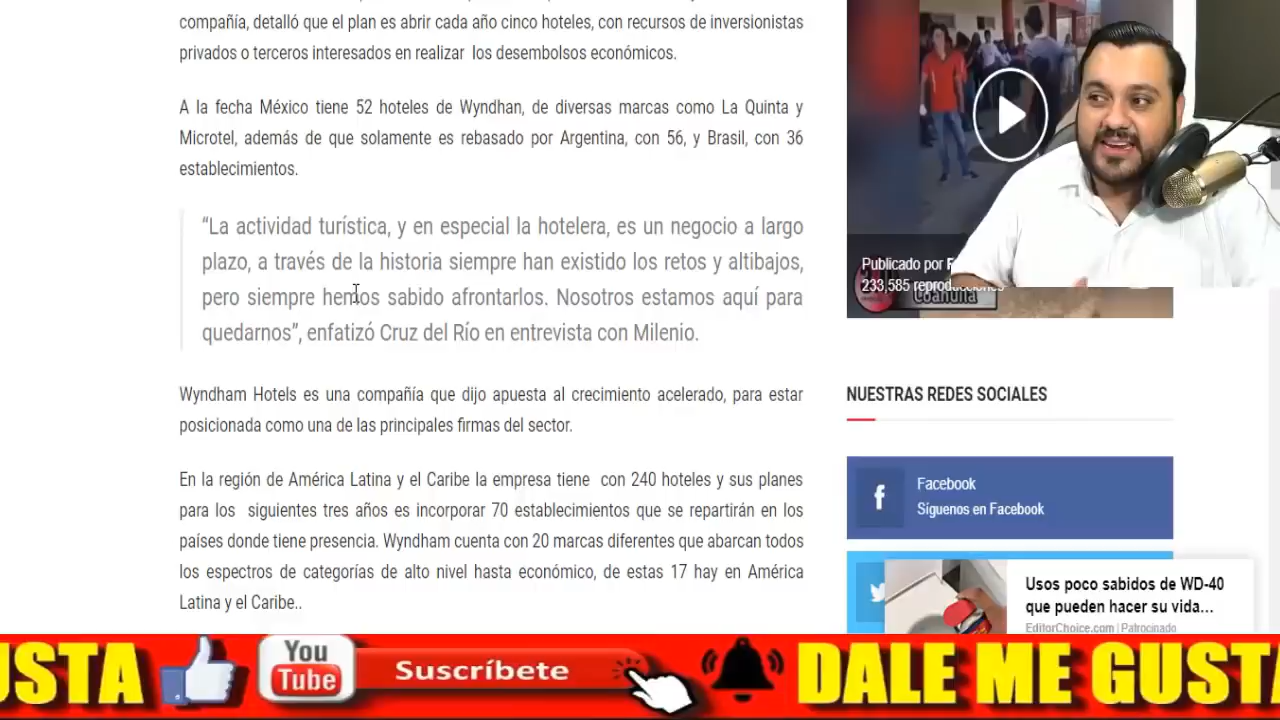 compañía, detalló que el plan es abrir cada año cinco hoteles, con recursos de inversionistas
privados o terceros interesados en realizar los desembolsos económicos.
A la fecha México tiene 52 hoteles de Wyndhan, de diversas marcas como La Quinta y
Microtel, además de que solamente es rebasado por Argentina, con 56, y Brasil, con 36
establecimientos.
“La actividad turística, y en especial la hotelera, es un negocio a largo
plazo, a través de la historia siempre han existido los retos y altibajos,
pero siempre hemos sabido afrontarlos. Nosotros estamos aquí para
quedarnos”, enfatizó Cruz del Río en entrevista con Milenio.
Wyndham Hotels es una compañía que dijo apuesta al crecimiento acelerado, para estar
posicionada como una de las principales firmas del sector.
En la región de América Latina y el Caribe la empresa tiene con 240 hoteles y sus planes
para los siguientes tres años es incorporar 70 establecimientos que se repartirán en los
países donde tiene presencia. Wyndham cuenta con 20 marcas diferentes que abarcan todos
los espectros de categorías de alto nivel hasta económico, de estas 17 hay en América
Latina y el Caribe..
Publicado por
233,585 reproducciones
Coahuila
NUESTRAS REDES SOCIALES
Facebook
Síguenos en Facebook
Usos poco sabidos de WD-40
que pueden hacer su vida...
EditorChoice.com | Patrocinado
USTA
You
Tube
Suscríbete
DALE ME GUSTA